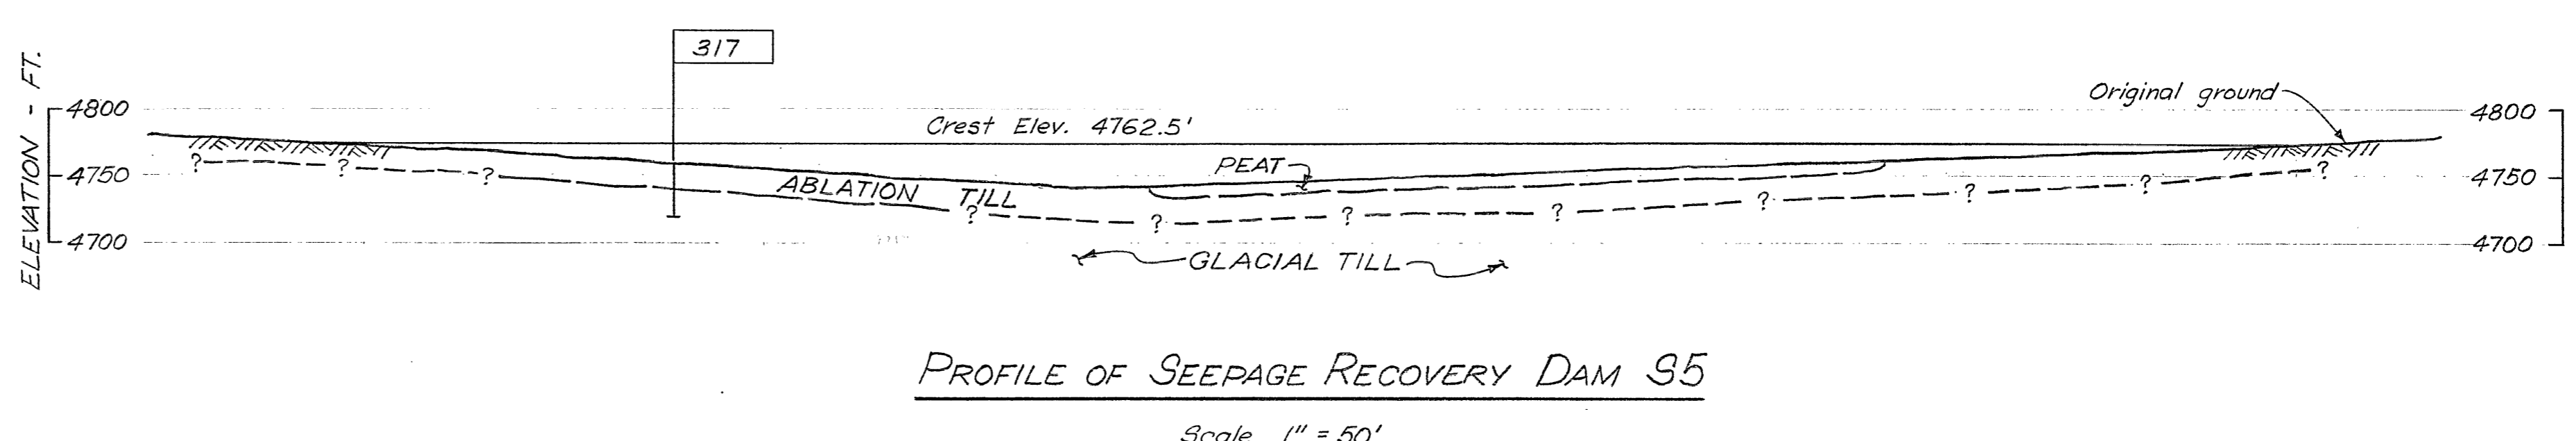 317
ELEVATION - FT.
4800
4750
4700
Crest Elev. 4762.5'
Original ground
4800
4750
4700
PEAT
ABLATION TILL
? ? ? ? ? ? ? ? ? ? ? ?
GLACIAL TILL
PROFILE OF SEEPAGE RECOVERY DAM S5
Scale 1" = 50'